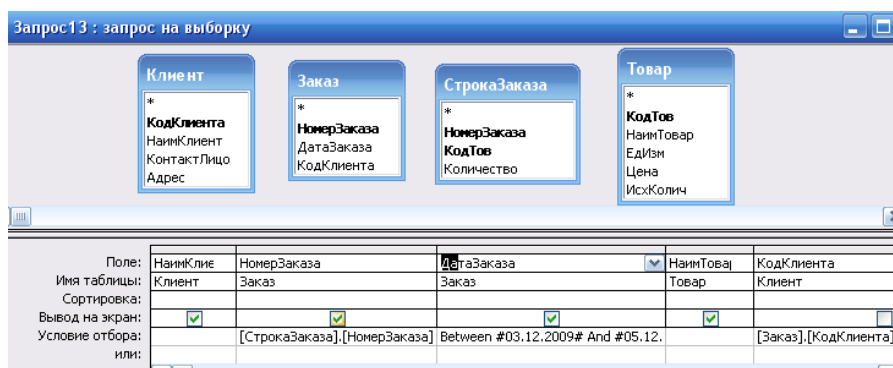 Запрос13 : запрос на выборку
Клиент
*
КодКлиента
НаимКлиент
КонтактЛицо
Адрес
Заказ
*
НомерЗаказа
ДатаЗаказа
КодКлиента
СтрокаЗаказа
*
НомерЗаказа
КодТов
Количество
Товар
*
КодТов
НаимТовар
ЕдИзм
Цена
ИсхКолич
Поле: НаимКлие НомерЗаказа ДатаЗаказа НаимТовар КодКлиента
Имя таблицы: Клиент Заказ Заказ Товар Клиент
Сортировка:
Вывод на экран:
Условие отбора: [СтрокаЗаказа].[НомерЗаказа] Between #03.12.2009# And #05.12. [Заказ].[КодКлиента]
или: